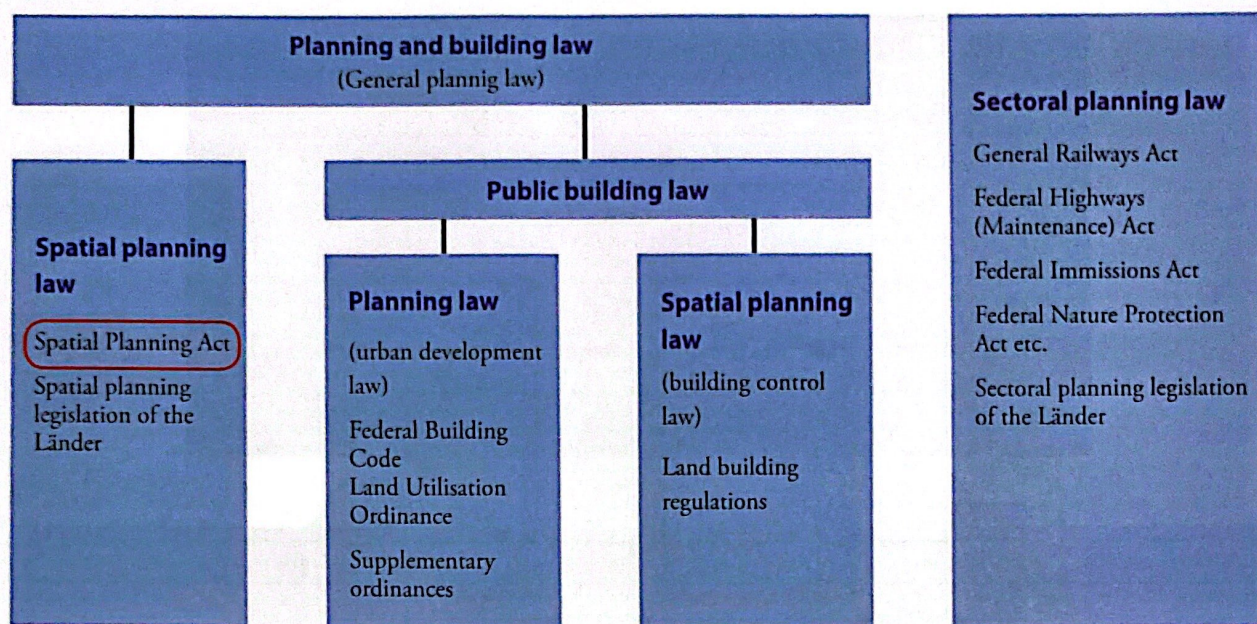 Planning and building law
(General plannig law)
Spatial planning
law
Spatial Planning Act
Spatial planning
legislation of the
Länder
Public building law
Planning law
(urban development
law)
Federal Building
Code
Land Utilisation
Ordinance
Supplementary
ordinances
Spatial planning
law
(building control
law)
Land building
regulations
Sectoral planning law
General Railways Act
Federal Highways
(Maintenance) Act
Federal Immissions Act
Federal Nature Protection
Act etc.
Sectoral planning legislation
of the Länder